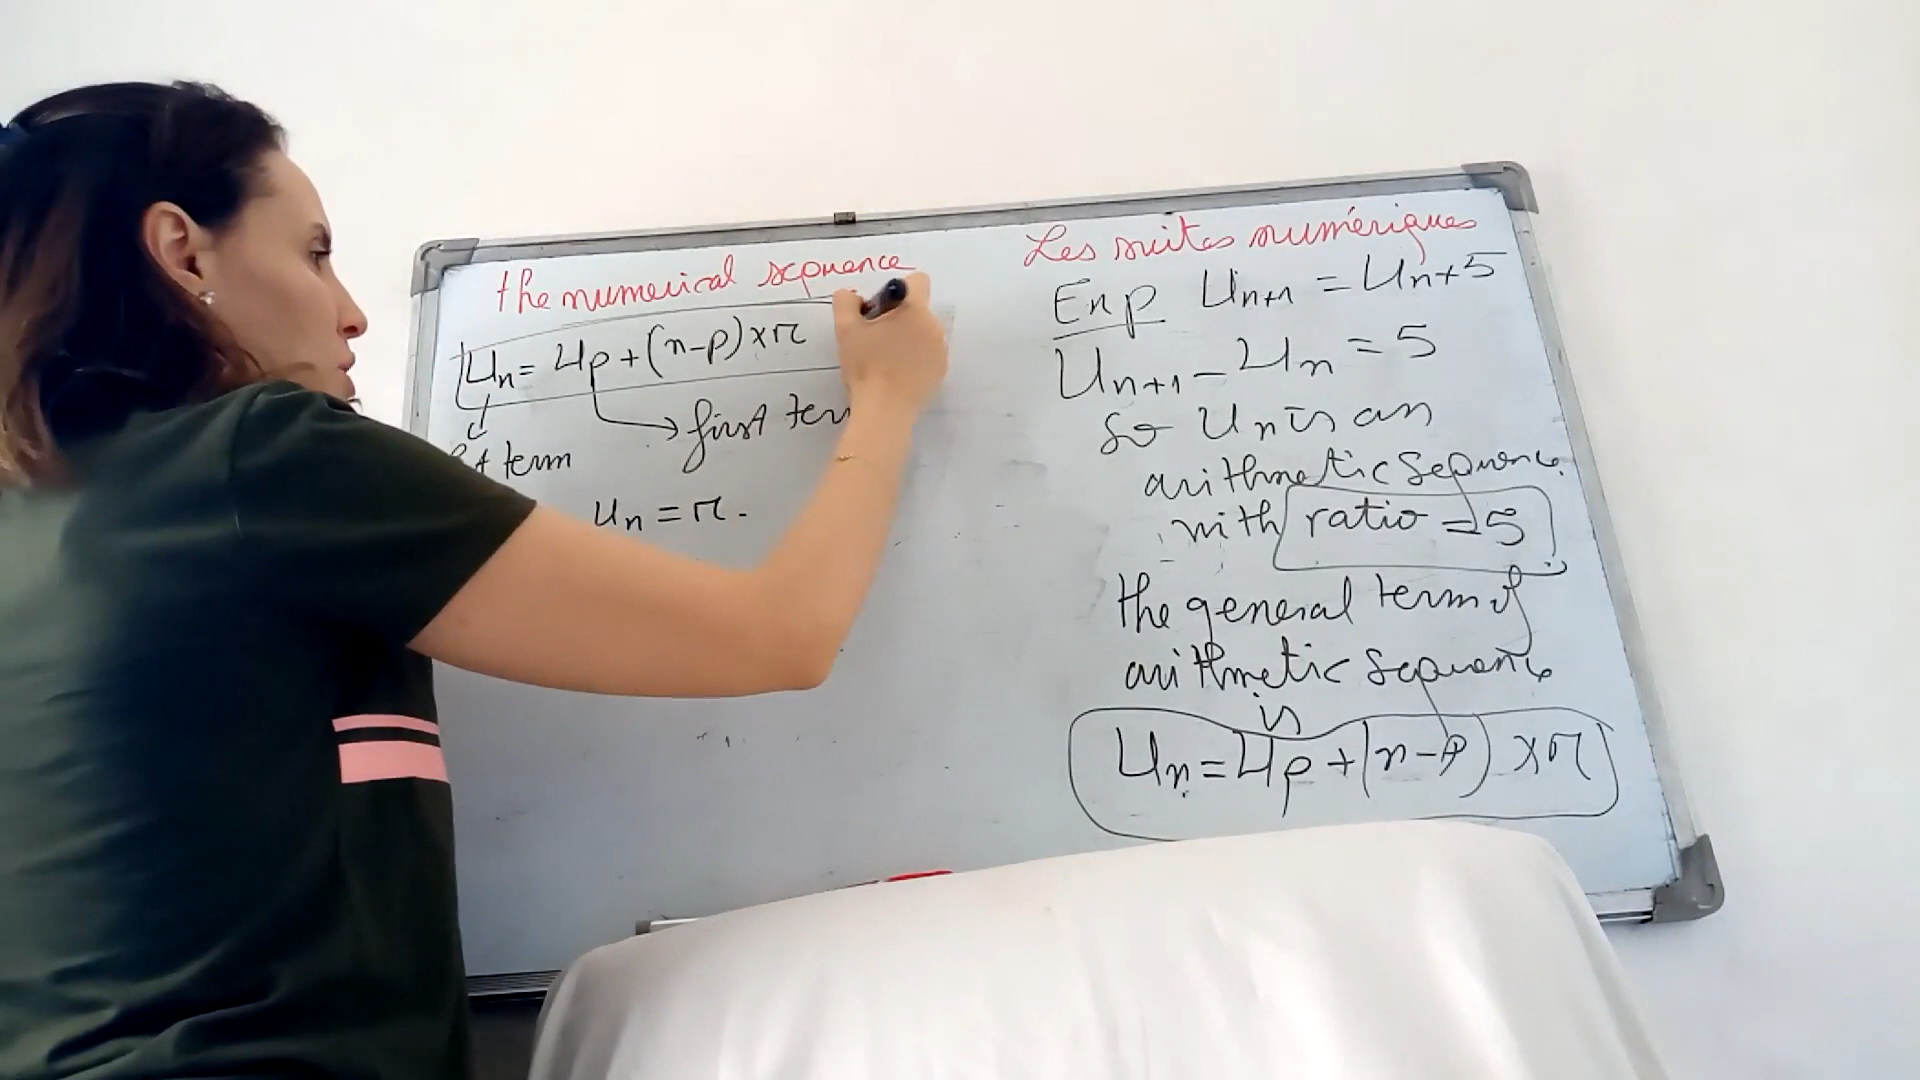 the numerical sequence
Un = Up + (n-p) x r
first
term
Un = r.
Les suites numériques
Exp Un+1 = Un + 5
Un+1 - Un = 5
So Un is an
arithmetic sequence
with ratio = 5
the general term of
arithmetic sequence
is
Un = Up + (n-p) x r